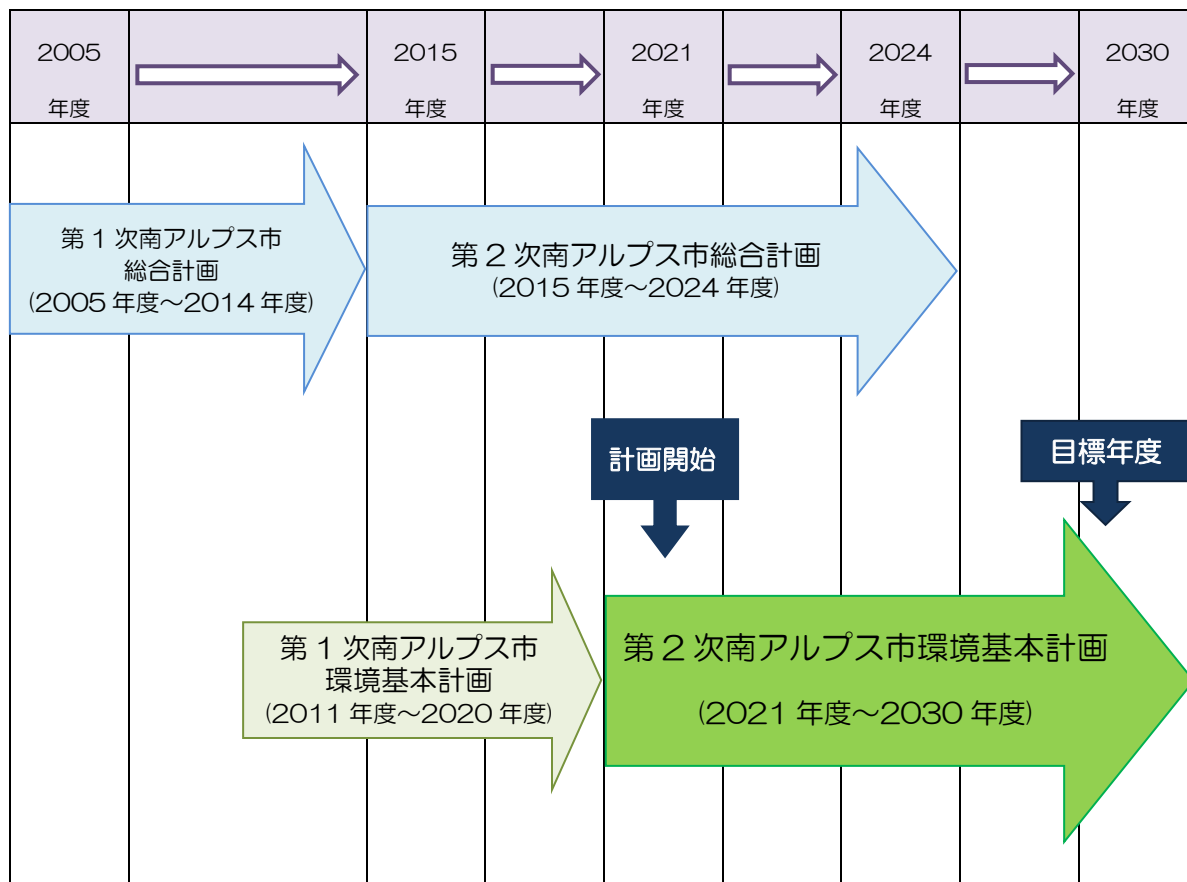 2005
年度
2015
年度
2021
年度
2024
年度
2030
年度
第 1 次南アルプス市
総合計画
(2005 年度~2014 年度)
第 2 次南アルプス市総合計画
(2015 年度~2024 年度)
計画開始
目標年度
第 1 次南アルプス市
環境基本計画
(2011 年度~2020 年度)
第 2 次南アルプス市環境基本計画
(2021 年度~2030 年度)